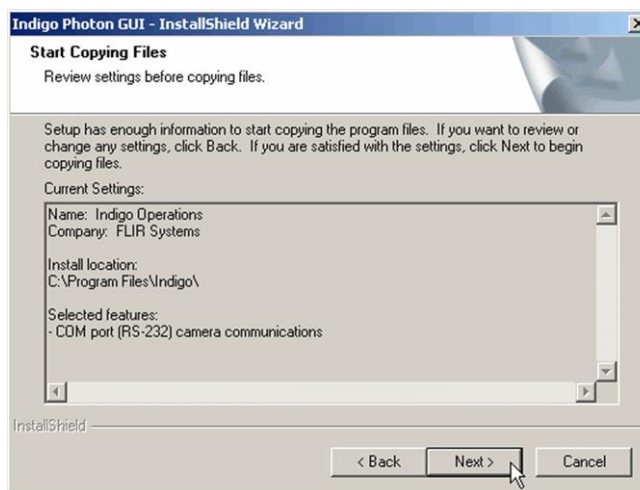 Indigo Photon GUI - InstallShield Wizard
Start Copying Files
Review settings before copying files.
Setup has enough information to start copying the program files. If you want to review or
change any settings, click Back. If you are satisfied with the settings, click Next to begin
copying files.
Current Settings:
Name: Indigo Operations
Company: FLIR Systems
Install location:
C:\Program Files\Indigo\
Selected features:
- COM port (RS-232) camera communications
InstallShield
< Back Next > Cancel